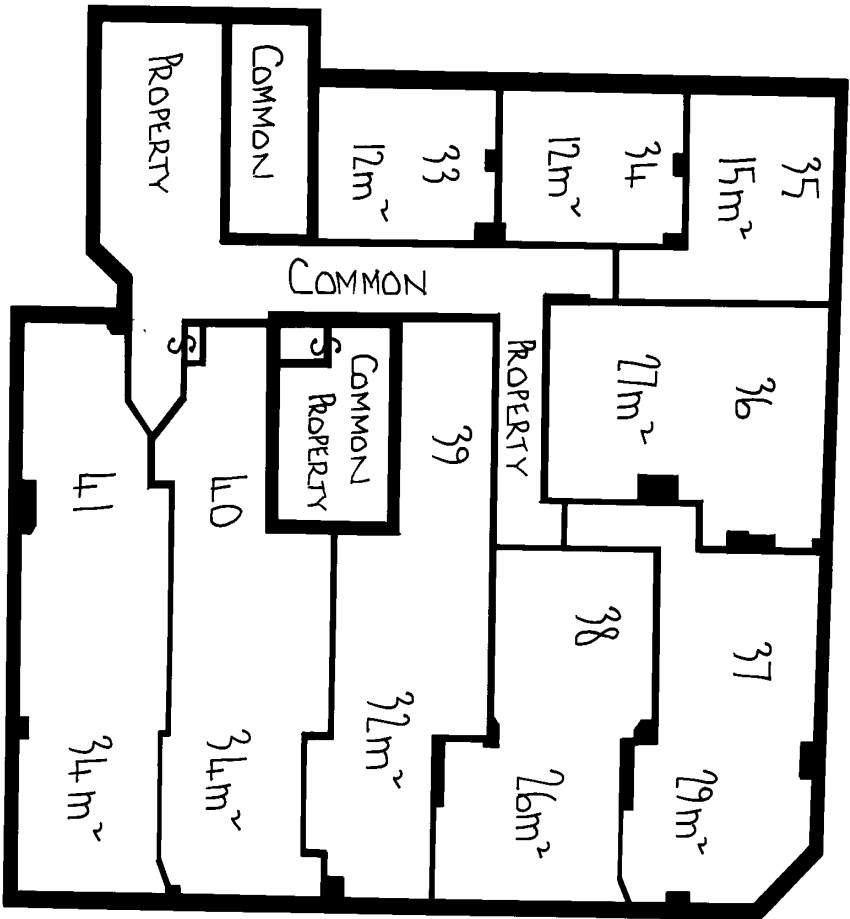 COMMON
PROPERTY
33
12m²
34
12m²
35
15m²
COMMON
PROPERTY
36
27m²
S
S
COMMON
PROPERTY
39
32m²
40
34m²
41
34m²
38
26m²
37
29m²